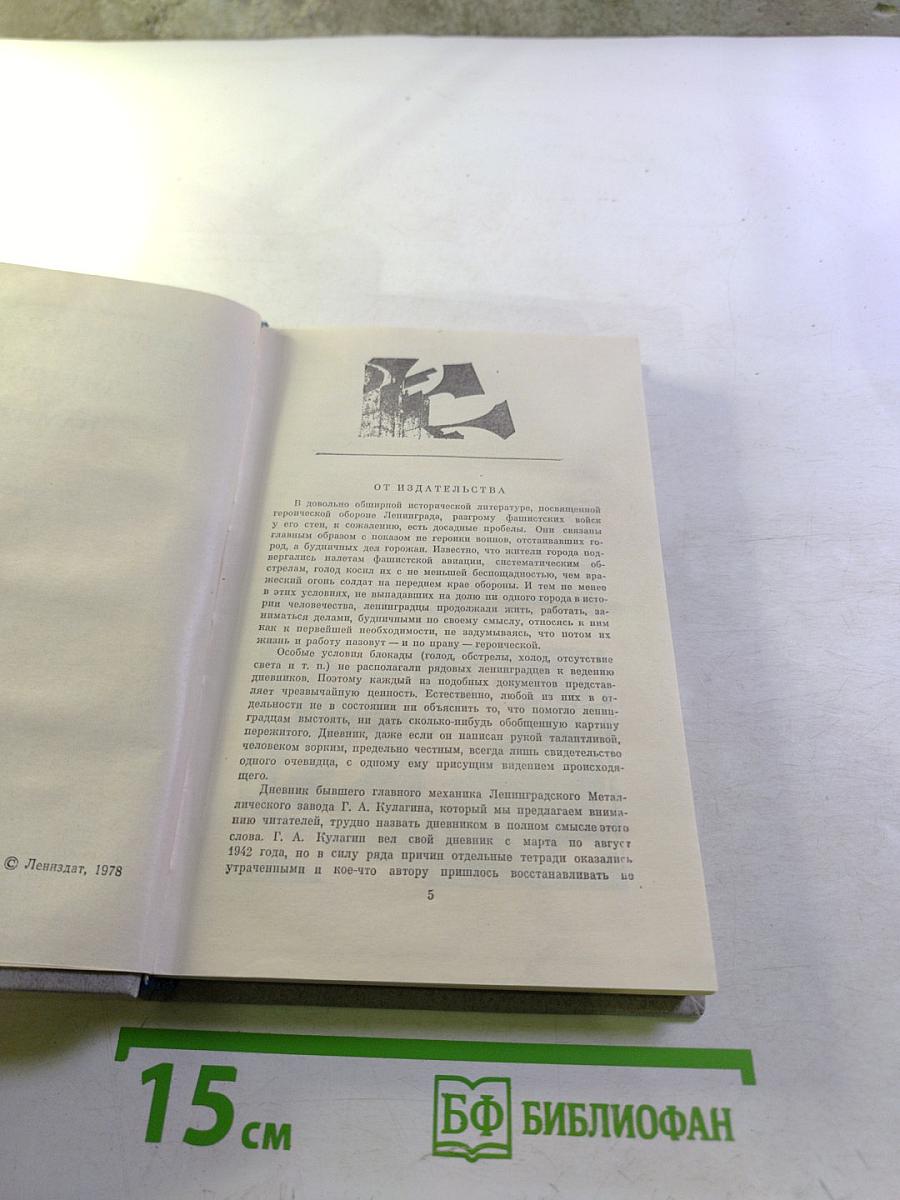 © Лениздат, 1978
ОТ ИЗДАТЕЛЬСТВА
В довольно обширной исторической литературе, посвященной
героической обороне Ленинграда, разгрому фашистских войск
у его стен, к сожалению, есть досадные пробелы. Они связаны
главным образом с показом не героики воинов, отстаивавших го-
род, а будничных дел горожан. Известно, что жители города под-
вергались налетам фашистской авиации, систематическим об-
стрелам, голод косил их с не меньшей беспощадностью, чем вра-
жеский огонь солдат на переднем крае обороны. И тем не менее
в этих условиях, не выпадавших на долю ни одного города в исто-
рии человечества, ленинградцы продолжали жить, работать, за-
ниматься делами, будничными по своему смыслу, относясь к ним
как к первейшей необходимости, не задумываясь, что потом их
жизнь и работу назовут — и по праву — героической.
Особые условия блокады (голод, обстрелы, холод, отсутствие
света и т. п.) не располагали рядовых ленинградцев к ведению
дневников. Поэтому каждый из подобных документов представ-
ляет чрезвычайную ценность. Естественно, любой из них в от-
дельности не в состоянии ни объяснить то, что помогло ленин-
градцам выстоять, ни дать сколько-нибудь обобщенную картину
пережитого. Дневник, даже если он написан рукой талантливой,
человеком зорким, предельно честным, всегда лишь свидетельство
одного очевидца, с одному ему присущим видением происходя-
щего.
Дневник бывшего главного механика Ленинградского Метал-
лического завода Г. А. Кулагина, который мы предлагаем внима-
нию читателей, трудно назвать дневником в полном смысле этого
слова. Г. А. Кулагин вел свой дневник с марта по август
1942 года, но в силу ряда причин отдельные тетради оказались
утраченными и кое-что автору пришлось восстанавливать по
5
15 см
БФ БИБЛИОФАН